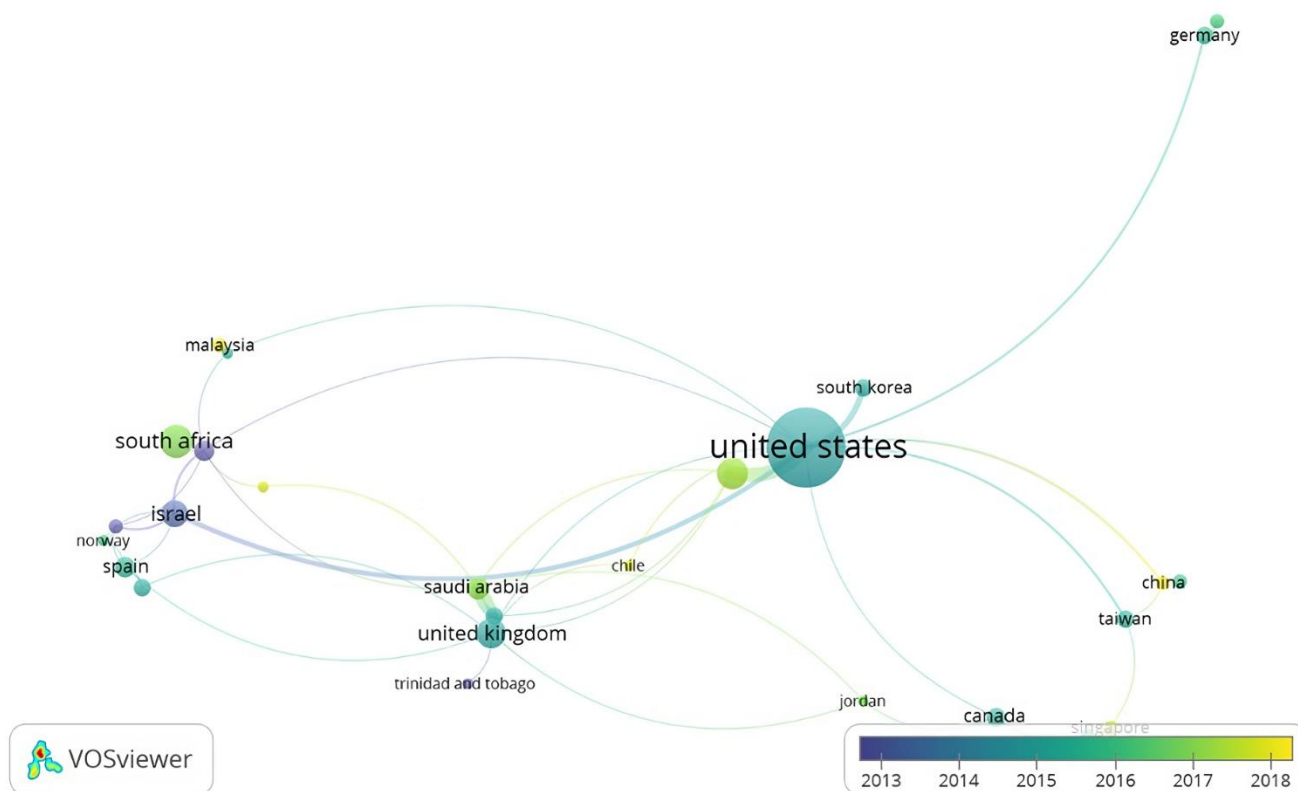 germany
malaysia
south korea
south africa
united states
israel
norway
spain
chile
saudi arabia
china
united kingdom
taiwan
trinidad and tobago
jordan
canada
singapore
VOSviewer
2013 2014 2015 2016 2017 2018